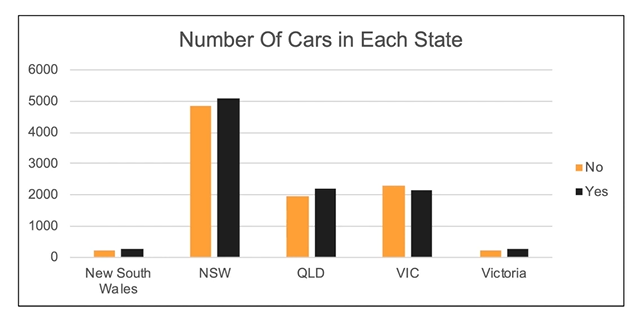 Number Of Cars in Each State
6000
5000
4000
3000
2000
1000
0
No
Yes
New South
Wales
NSW
QLD
VIC
Victoria